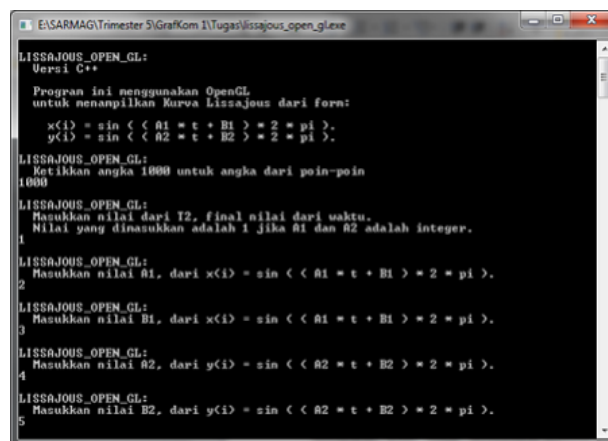 E:\SARMAG\Trimester 5\GrafKom 1\Tugas\lissajous_open_gl.exe
LISSAJOUS_OPEN_GL:
Versi C++
Program ini menggunakan OpenGL
untuk menampilkan Kurva Lissajous dari form:
x(i) = sin ( ( A1 * t + B1 ) * 2 * pi ).
y(i) = sin ( ( A2 * t + B2 ) * 2 * pi ).
LISSAJOUS_OPEN_GL:
Ketikkan angka 1000 untuk angka dari poin-poin
1000
LISSAJOUS_OPEN_GL:
Masukkan nilai dari T2, final nilai dari waktu.
Nilai yang dimasukkan adalah 1 jika A1 dan A2 adalah integer.
1
LISSAJOUS_OPEN_GL:
Masukkan nilai A1, dari x(i) = sin ( ( A1 * t + B1 ) * 2 * pi ).
2
LISSAJOUS_OPEN_GL:
Masukkan nilai B1, dari x(i) = sin ( ( A1 * t + B1 ) * 2 * pi ).
3
LISSAJOUS_OPEN_GL:
Masukkan nilai A2, dari y(i) = sin ( ( A2 * t + B2 ) * 2 * pi ).
4
LISSAJOUS_OPEN_GL:
Masukkan nilai B2, dari y(i) = sin ( ( A2 * t + B2 ) * 2 * pi ).
5